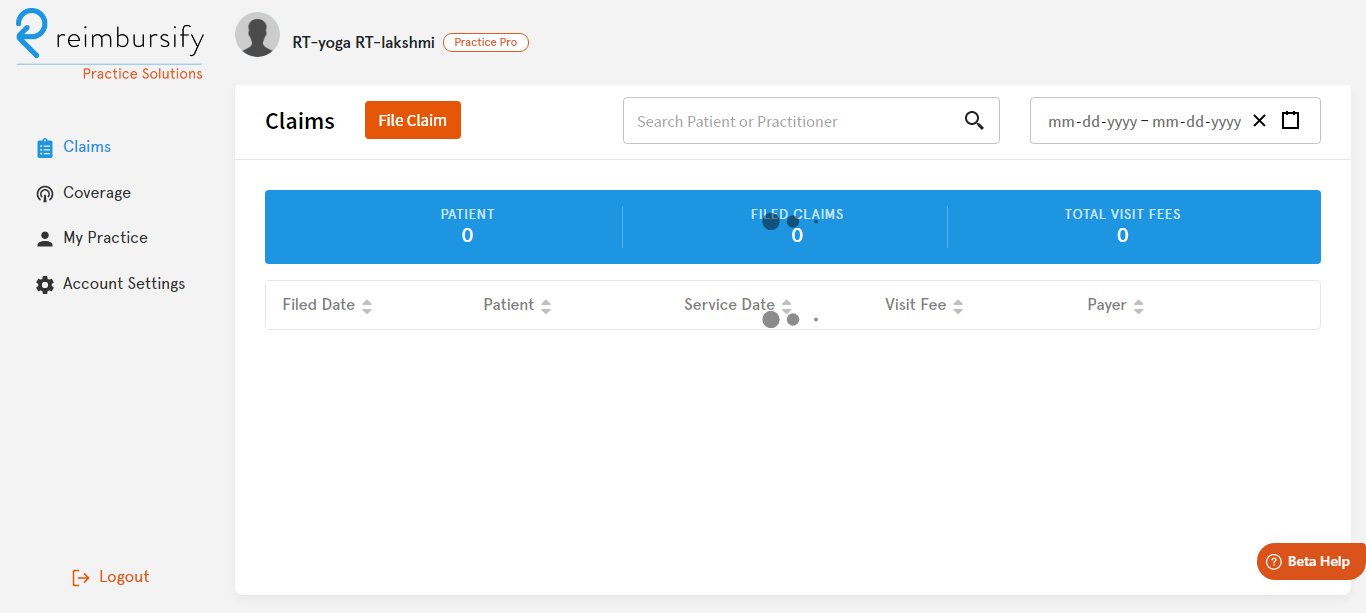 reimbursify
Practice Solutions
RT-yoga RT-lakshmi
Practice Pro
Claims
File Claim
Search Patient or Practitioner
mm-dd-yyyy – mm-dd-yyyy
Claims
Coverage
My Practice
Account Settings
PATIENT
0
FILED CLAIMS
0
TOTAL VISIT FEES
0
Filed Date
Patient
Service Date
Visit Fee
Payer
Logout
Beta Help